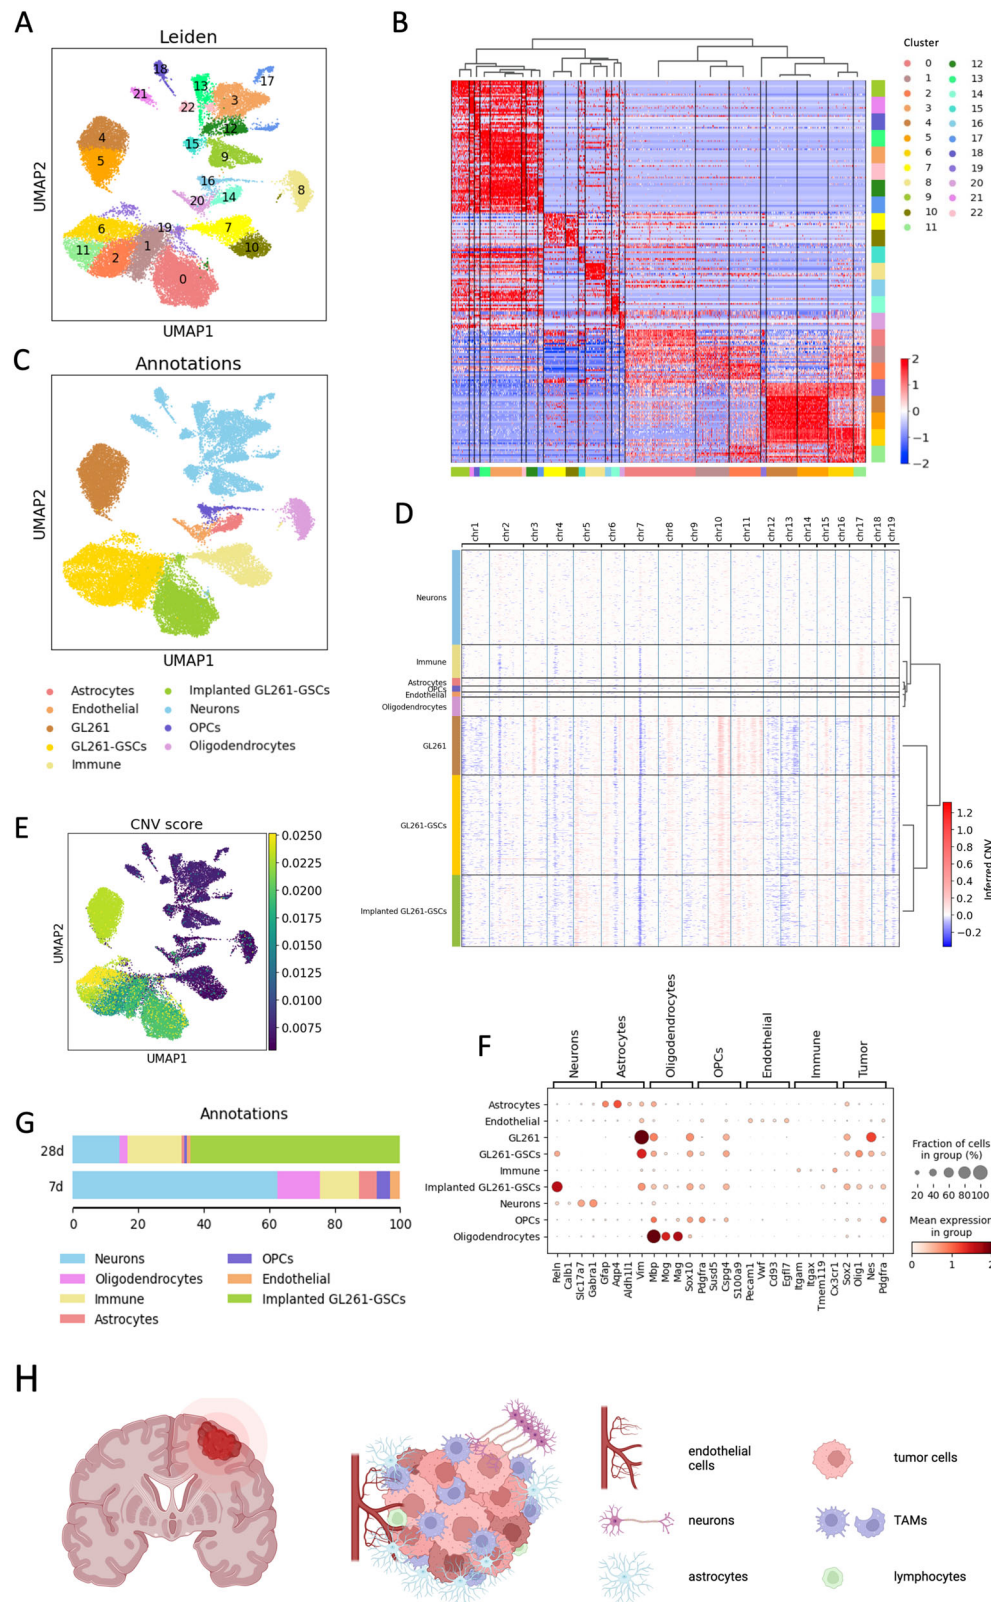 A
Leiden
18
17
13
21
3
22
12
4
15
5
9
16
8
20
14
19
6
7
1
11
10
2
0
UMAP2
UMAP1
B
Cluster
0
1
2
3
4
5
6
7
8
9
10
12
13
14
15
16
17
18
19
20
21
22
11
2
1
0
−1
−2
C
Annotations
UMAP2
UMAP1
Astrocytes
Endothelial
GL261
GL261-GSCs
Immune
Implanted GL261-GSCs
Neurons
OPCs
Oligodendrocytes
D
chr1
chr2
chr3
chr4
chr5
chr6
chr7
chr8
chr9
chr10
chr11
chr12
chr13
chr14
chr15
chr16
chr17
chr18
chr19
Neurons
Immune
Astrocytes
OPCs
Endothelial
Oligodendrocytes
GL261
GL261-GSCs
Implanted GL261-GSCs
1.2
1.0
0.8
0.6
0.4
0.2
0.0
−0.2
Inferred CNV
E
CNV score
UMAP2
UMAP1
0.0250
0.0225
0.0200
0.0175
0.0150
0.0125
0.0100
0.0075
F
Neurons
Astrocytes
Oligodendrocytes
OPCs
Endothelial
Immune
Tumor
Astrocytes
Endothelial
GL261
GL261-GSCs
Immune
Implanted GL261-GSCs
Neurons
OPCs
Oligodendrocytes
Reln
Calb1
Slc17a7
Gabra1
Gfap
Aqp4
Aldh1l1
Vim
Mbp
Mog
Mag
Sox10
Pdgfra
Susd5
Cspg4
S100a9
Pecam1
Vwf
Cd93
Egfl7
Itgam
Itgax
Tmem119
Cx3cr1
Sox2
Olig1
Nes
Pdgfra
Fraction of cells
in group (%)
20 40 60 80 100
Mean expression
in group
0 1 2
G
Annotations
28d
7d
0 20 40 60 80 100
Neurons
Oligodendrocytes
Immune
Astrocytes
OPCs
Endothelial
Implanted GL261-GSCs
H
endothelial
cells
tumor cells
neurons
TAMs
astrocytes
lymphocytes